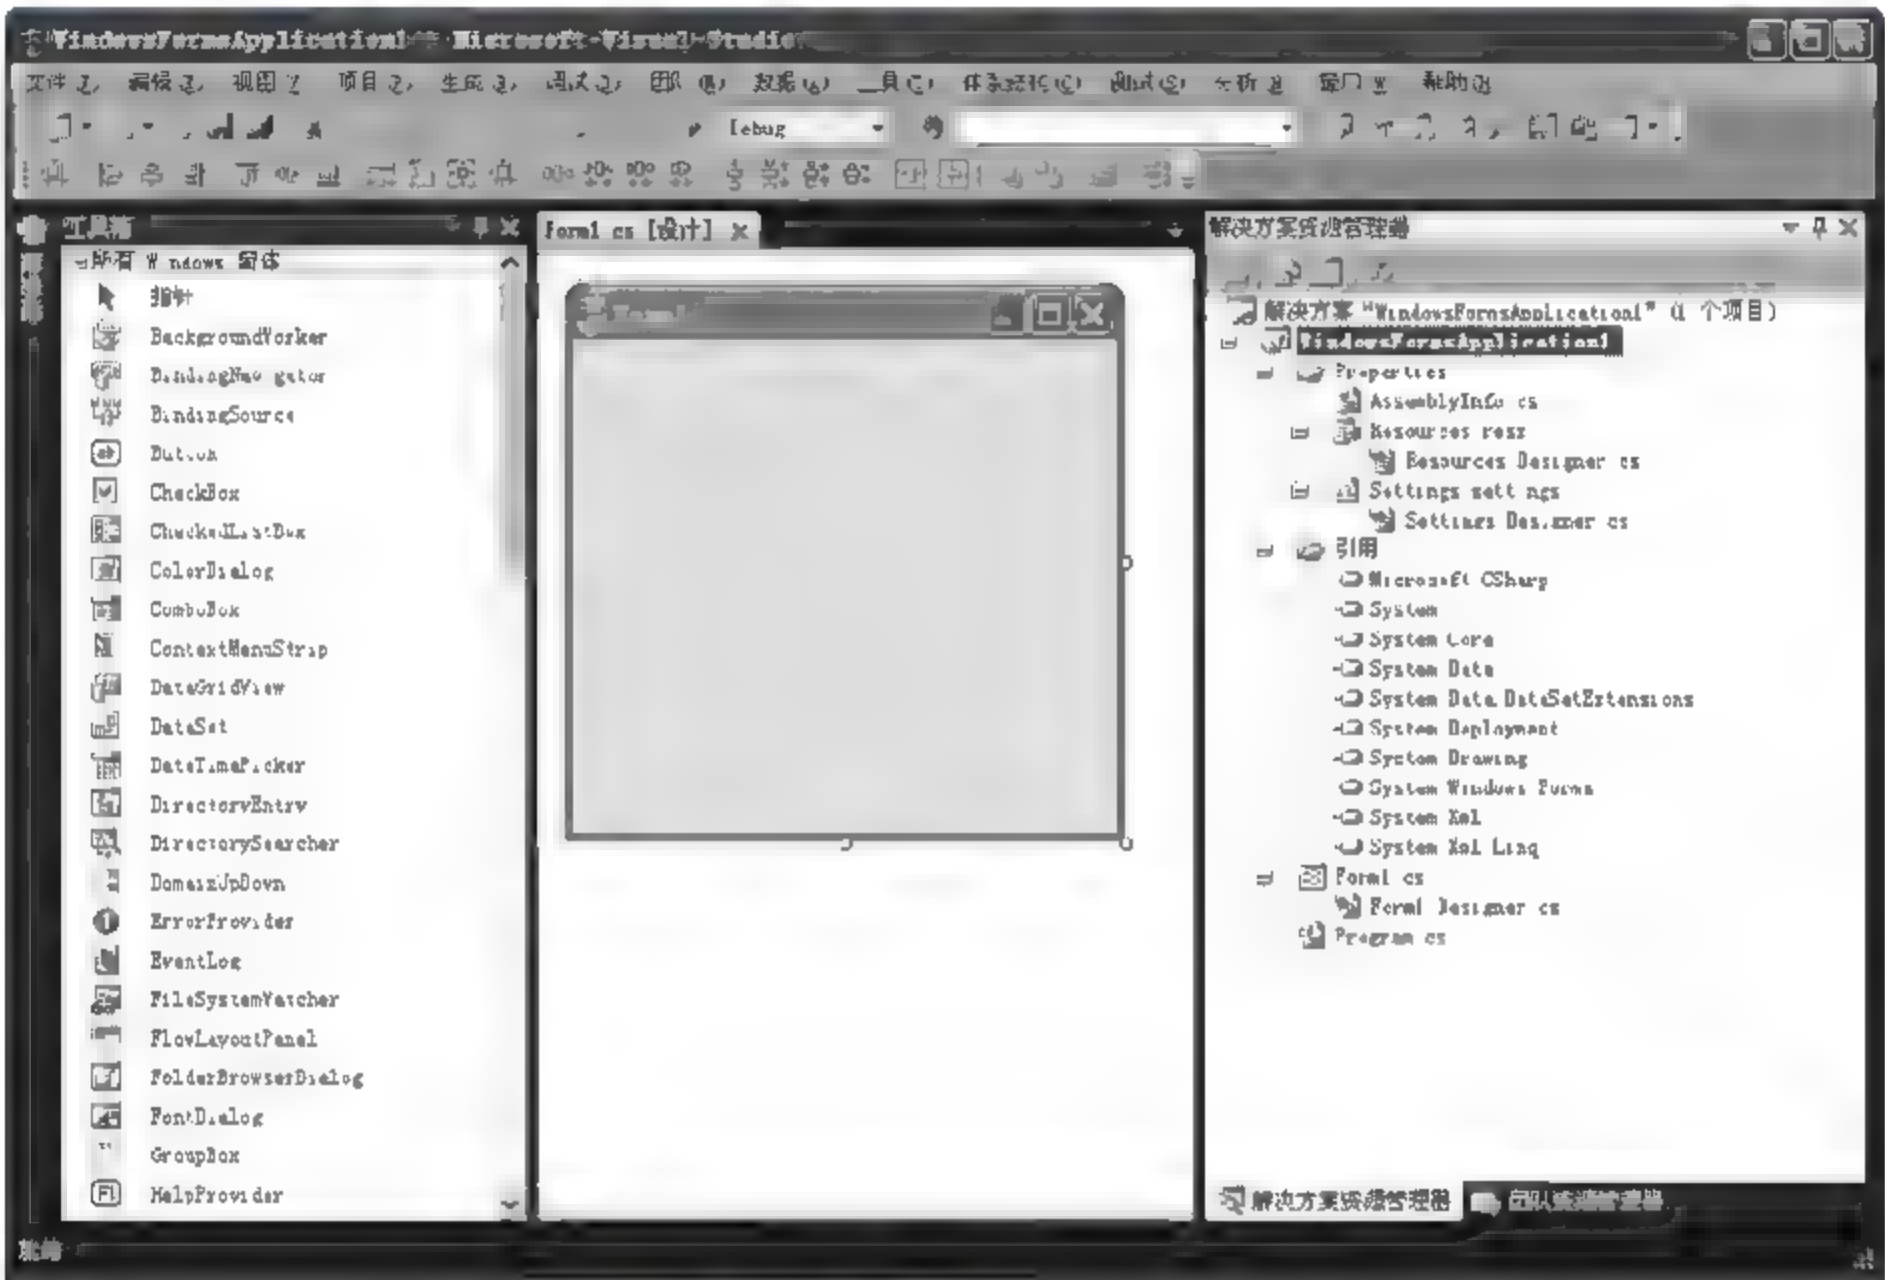 WindowsFormsApplication1 - Microsoft Visual Studio
文件 编辑 视图 项目 生成 调试 团队 数据 工具 体系结构(C) 测试(S) 分析 窗口 W 帮助
Debug
工具箱
所有 Windows 窗体
指针
BackgroundWorker
BindingNavigator
BindingSource
Button
CheckBox
CheckedListBox
ColorDialog
ComboBox
ContextMenuStrip
DataGridView
DataSet
DateTimePicker
DirectoryEntry
DirectorySearcher
DomainUpDown
ErrorProvider
EventLog
FileSystemWatcher
FlowLayoutPanel
FolderBrowserDialog
FontDialog
GroupBox
HelpProvider
Form1.cs [设计]
Form1
解决方案资源管理器
解决方案 "WindowsFormsApplication1" (1 个项目)
WindowsFormsApplication1
Properties
AssemblyInfo.cs
Resources.resx
Resources.Designer.cs
Settings.settings
Settings.Designer.cs
引用
Microsoft.CSharp
System
System.Core
System.Data
System.Data.DataSetExtensions
System.Deployment
System.Drawing
System.Windows.Forms
System.Xml
System.Xml.Linq
Form1.cs
Form1.Designer.cs
Program.cs
解决方案资源管理器 团队资源管理器
就绪